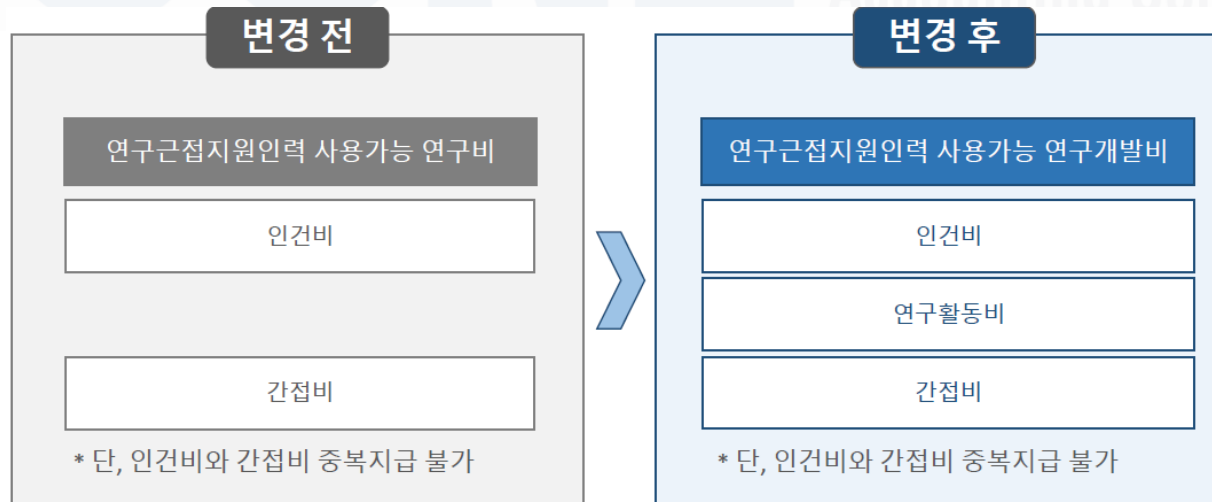 변경 전
연구근접지원인력 사용가능 연구비
인건비
간접비
* 단, 인건비와 간접비 중복지급 불가
변경 후
연구근접지원인력 사용가능 연구개발비
인건비
연구활동비
간접비
* 단, 인건비와 간접비 중복지급 불가